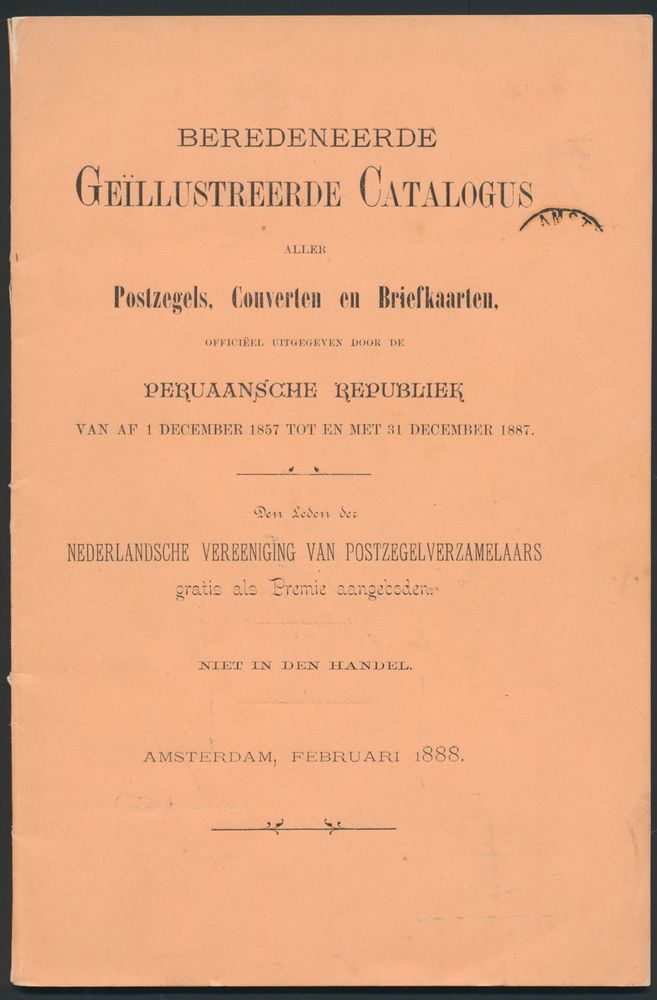 BEREDENEERDE
GEÏLLUSTREERDE CATALOGUS
AMST
ALLER
Postzegels, Couverten en Briefkaarten,
OFFICIËEL UITGEGEVEN DOOR DE
PERUAANSCHE REPUBLIEK
VAN AF 1 DECEMBER 1857 TOT EN MET 31 DECEMBER 1887.
Den Leden der
NEDERLANDSCHE VEREENIGING VAN POSTZEGELVERZAMELAARS
gratis als Premie aangeboden.
NIET IN DEN HANDEL.
AMSTERDAM, FEBRUARI 1888.